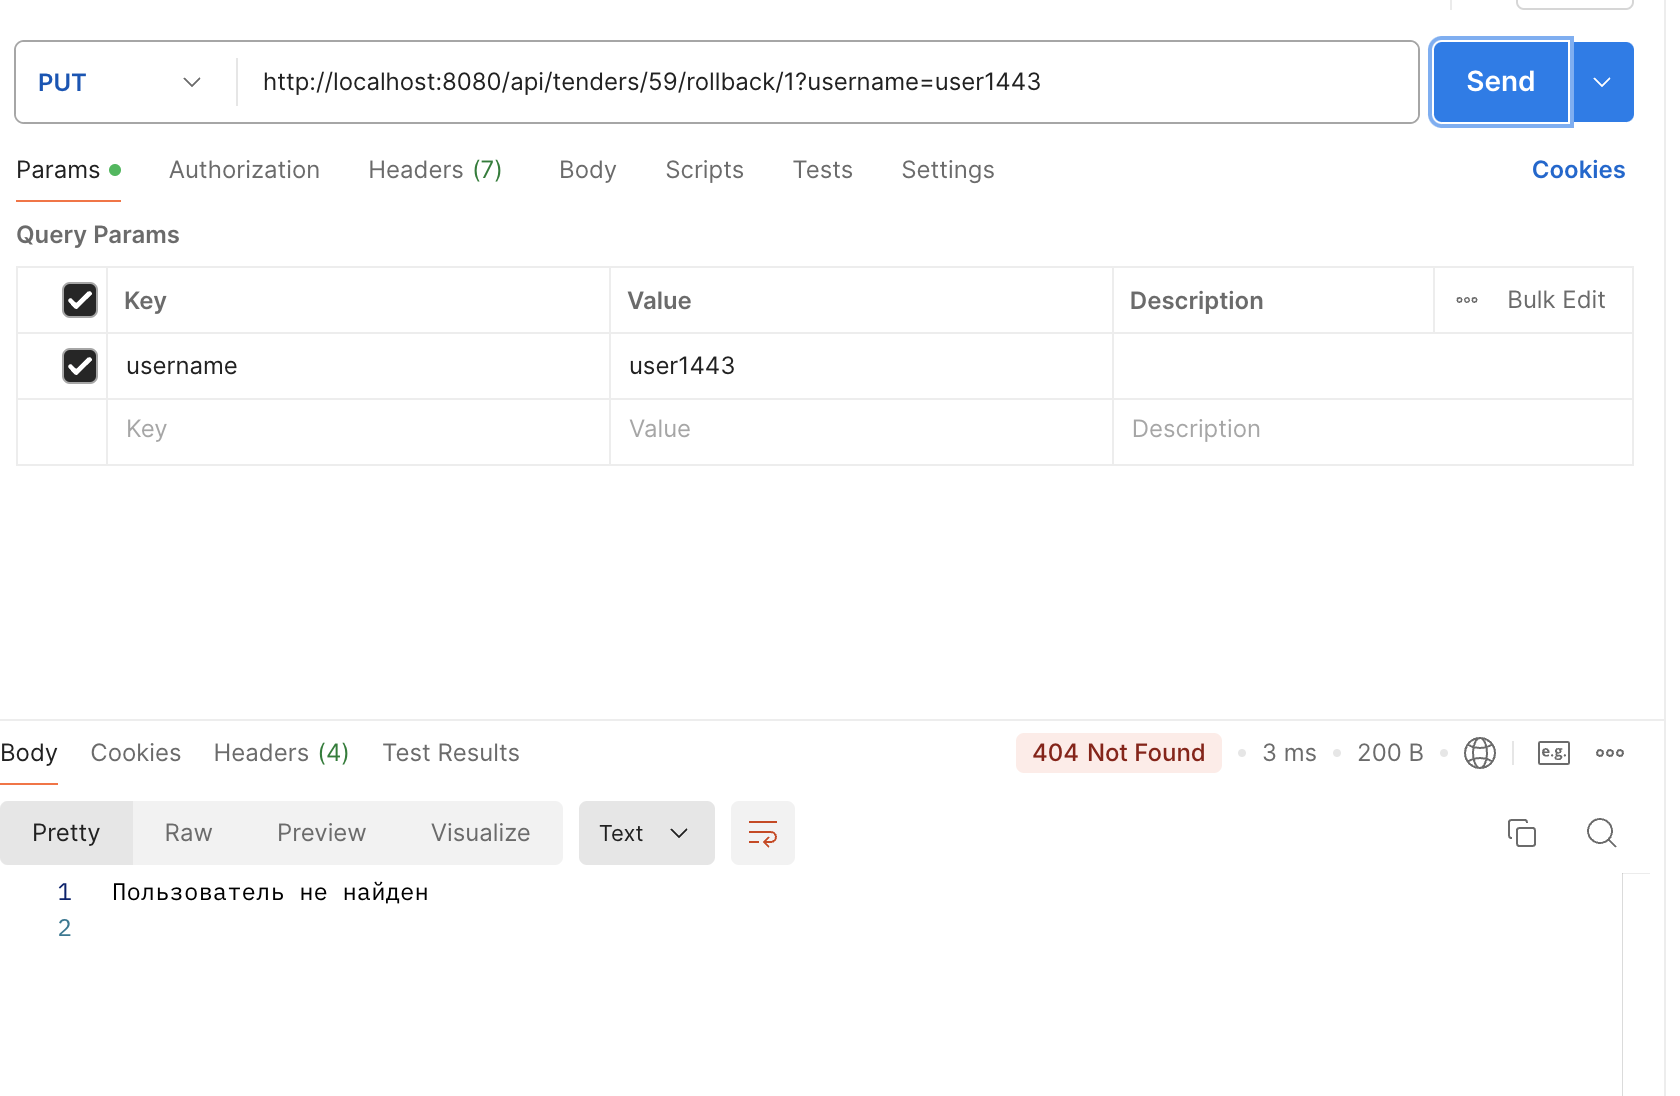 PUT http://localhost:8080/api/tenders/59/rollback/1?username=user1443 Send
Params Authorization Headers (7) Body Scripts Tests Settings Cookies
Query Params
Key Value Description Bulk Edit
username user1443
Key Value Description
Body Cookies Headers (4) Test Results 404 Not Found 3 ms 200 B e.g.
Pretty Raw Preview Visualize Text
1 Пользователь не найден
2